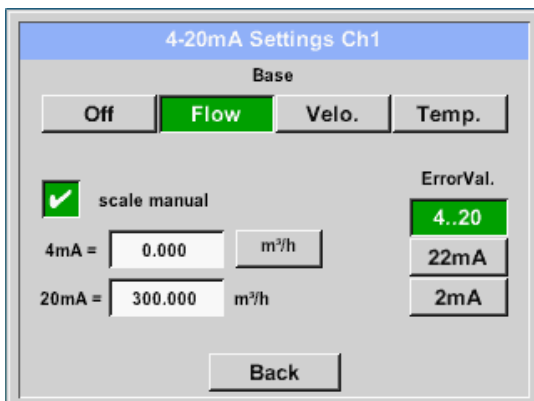 4-20mA Settings Ch1
Base
Off Flow Velo. Temp.
ErrorVal.
scale manual
4..20
4mA = 0.000 m³/h
22mA
20mA = 300.000 m³/h
2mA
Back